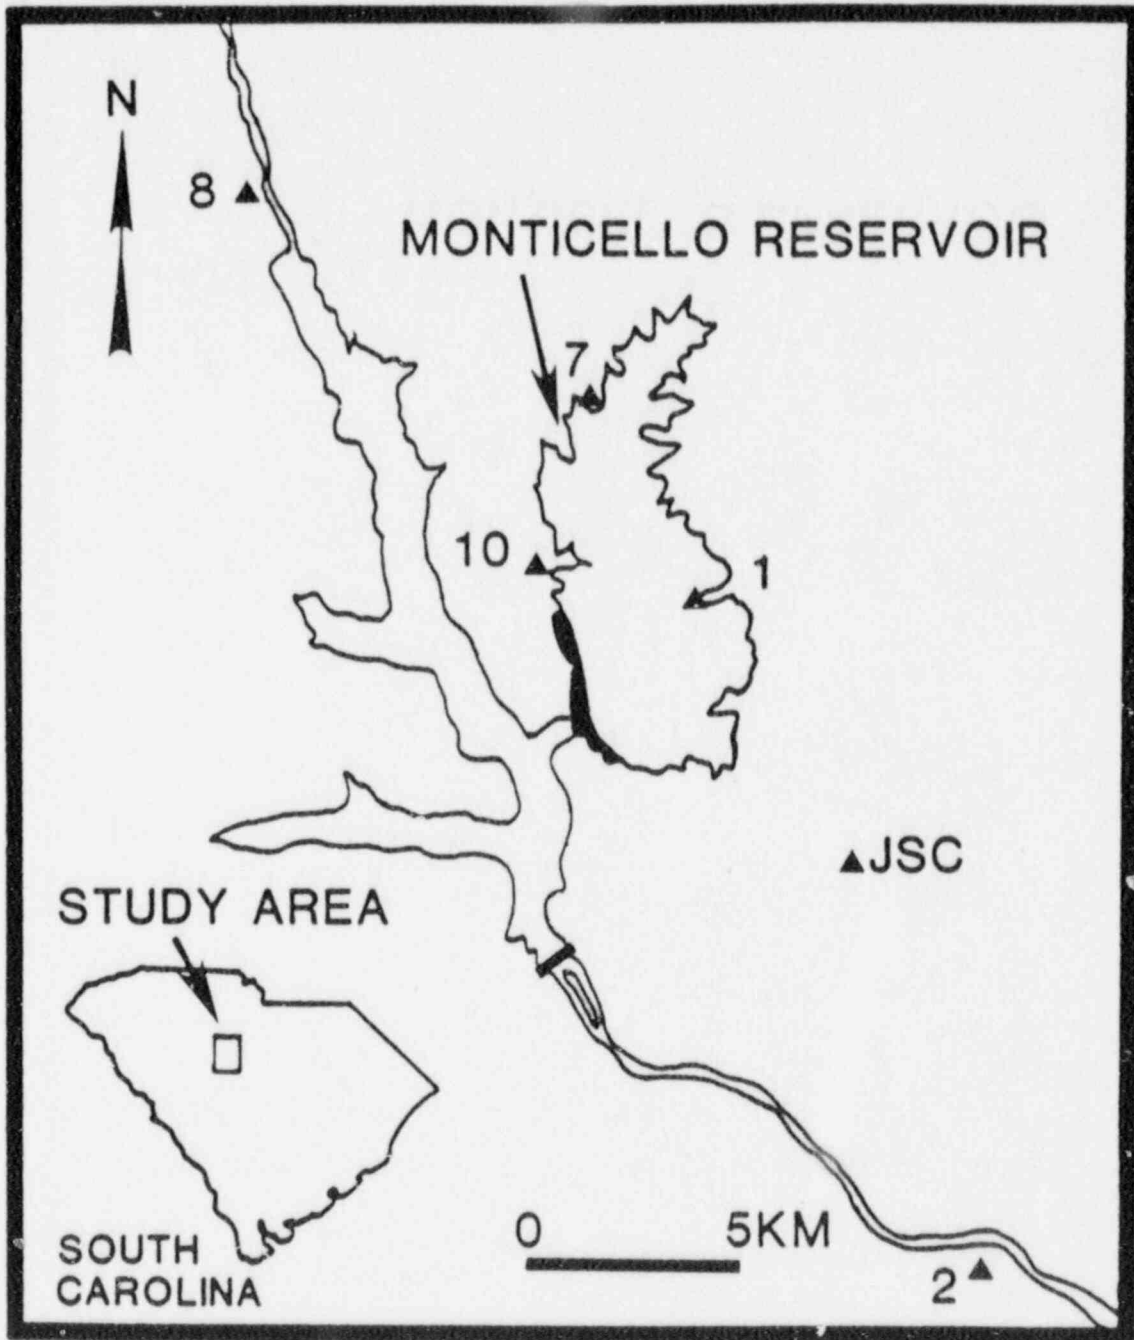 N
8
MONTICELLO RESERVOIR
7
10
1
JSC
STUDY AREA
0 5KM
SOUTH
CAROLINA
2